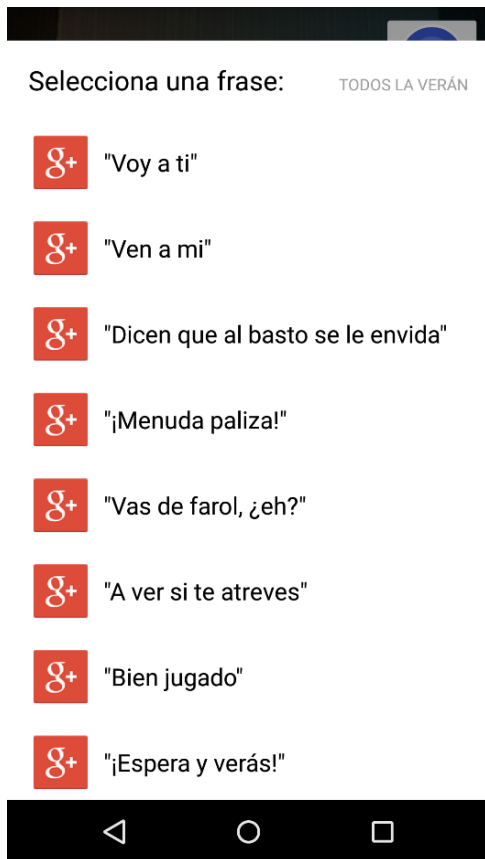 Selecciona una frase: TODOS LA VERÁN
g+ "Voy a ti"
g+ "Ven a mi"
g+ "Dicen que al basto se le envida"
g+ "¡Menuda paliza!"
g+ "Vas de farol, ¿eh?"
g+ "A ver si te atreves"
g+ "Bien jugado"
g+ "¡Espera y verás!"